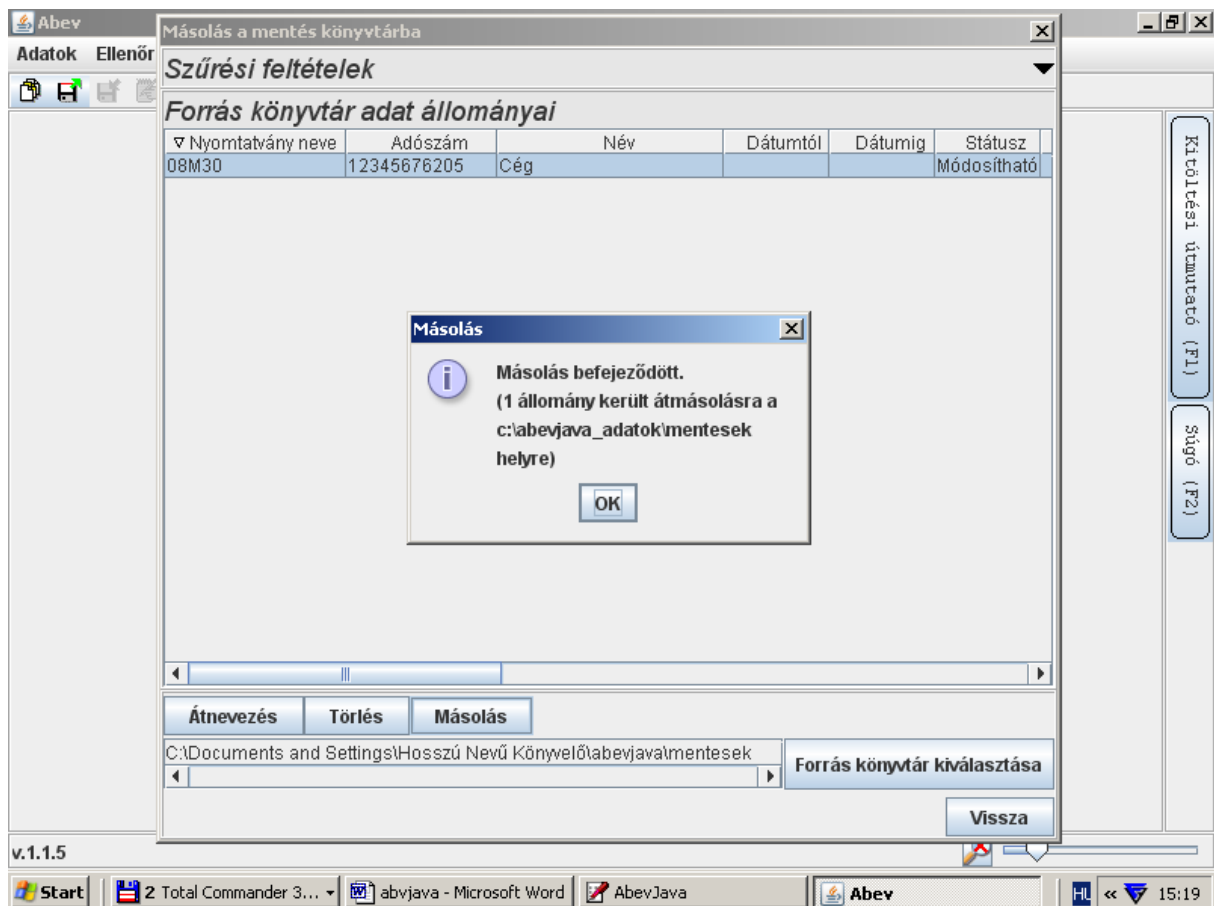 Abev
Másolás a mentés könyvtárba
Adatok Ellenőr
Szűrési feltételek
Forrás könyvtár adat állományai
Nyomtatvány neve Adószám Név Dátumtól Dátumig Státusz
08M30 12345676205 Cég Módosítható
Másolás
Másolás befejeződött.
(1 állomány került átmásolásra a
c:\abevjava_adatok\mentesek
helyre)
OK
Kitöltési útmutató (F1)
Súgó (F2)
Átnevezés Törlés Másolás
C:\Documents and Settings\Hosszú Nevű Könyvelő\abevjava\mentesek
Forrás könyvtár kiválasztása
Vissza
v.1.1.5
Start 2 Total Commander 3... abvjava - Microsoft Word AbevJava Abev HU « 15:19